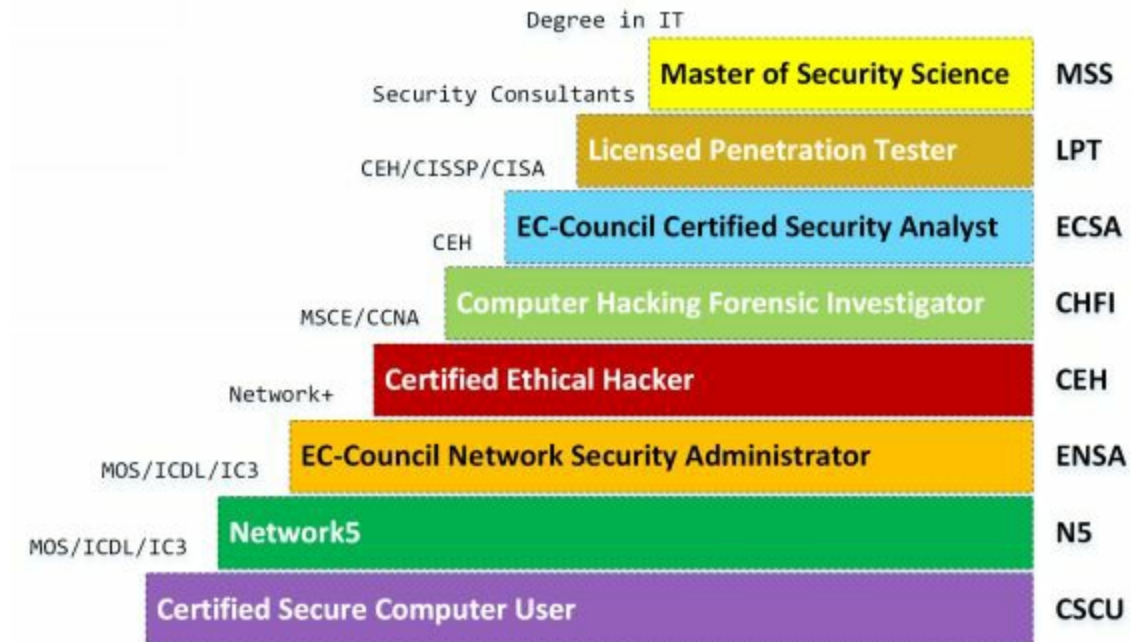 Degree in IT
Master of Security Science MSS
Security Consultants
Licensed Penetration Tester LPT
CEH/CISSP/CISA
EC-Council Certified Security Analyst ECSA
CEH
Computer Hacking Forensic Investigator CHFI
MSCE/CCNA
Certified Ethical Hacker CEH
Network+
EC-Council Network Security Administrator ENSA
MOS/ICDL/IC3
Network5 N5
MOS/ICDL/IC3
Certified Secure Computer User CSCU